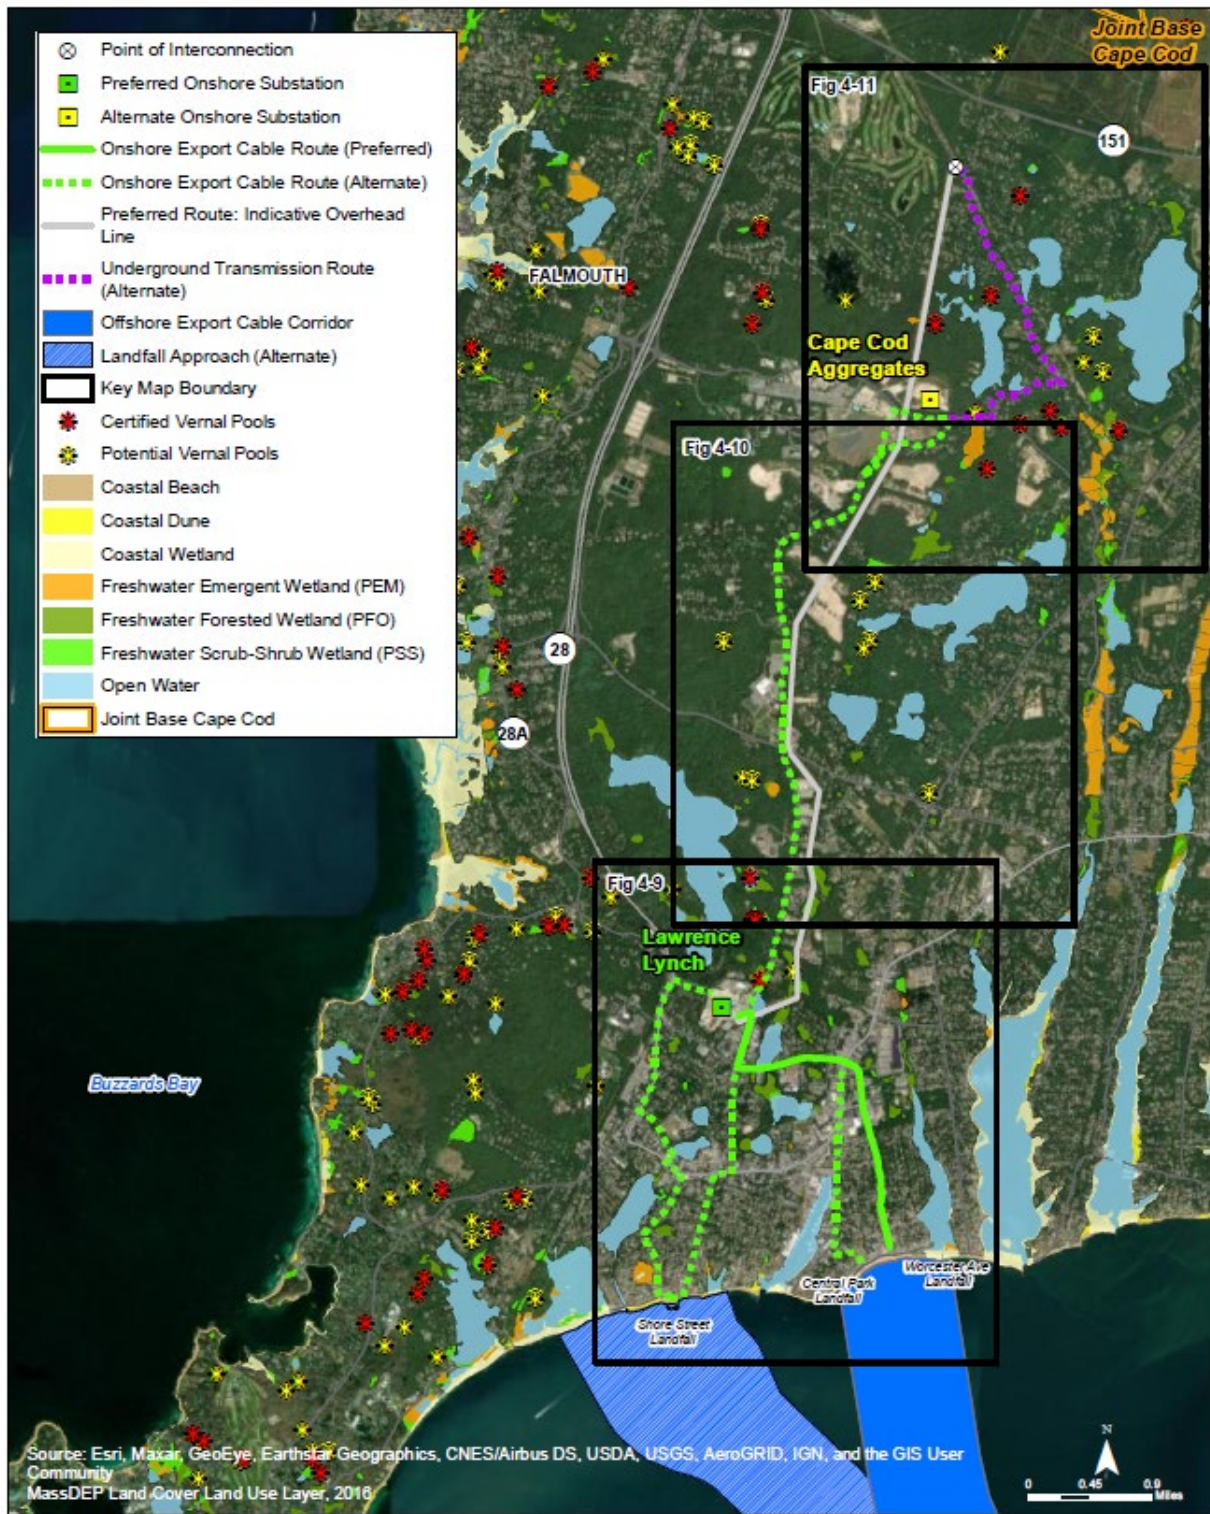 Joint Base
Cape Cod
Point of Interconnection
Preferred Onshore Substation
Alternate Onshore Substation
Onshore Export Cable Route (Preferred)
Onshore Export Cable Route (Alternate)
Preferred Route: Indicative Overhead
Line
Underground Transmission Route
(Alternate)
Offshore Export Cable Corridor
Landfall Approach (Alternate)
Key Map Boundary
Certified Vernal Pools
Potential Vernal Pools
Coastal Beach
Coastal Dune
Coastal Wetland
Freshwater Emergent Wetland (PEM)
Freshwater Forested Wetland (PFO)
Freshwater Scrub-Shrub Wetland (PSS)
Open Water
Joint Base Cape Cod
Fig 4-11
151
FALMOUTH
Cape Cod
Aggregates
Fig 4-10
28
28A
Fig 4-9
Lawrence
Lynch
Buzzards Bay
Worcester Ave
Landfall
Central Park
Landfall
Shore Street
Landfall
N
0 0.45 0.9
Miles
Source: Esri, Maxar, GeoEye, Earthstar Geographics, CNES/Airbus DS, USDA, USGS, AeroGRID, IGN, and the GIS User
Community
MassDEP Land Cover Land Use Layer, 2016